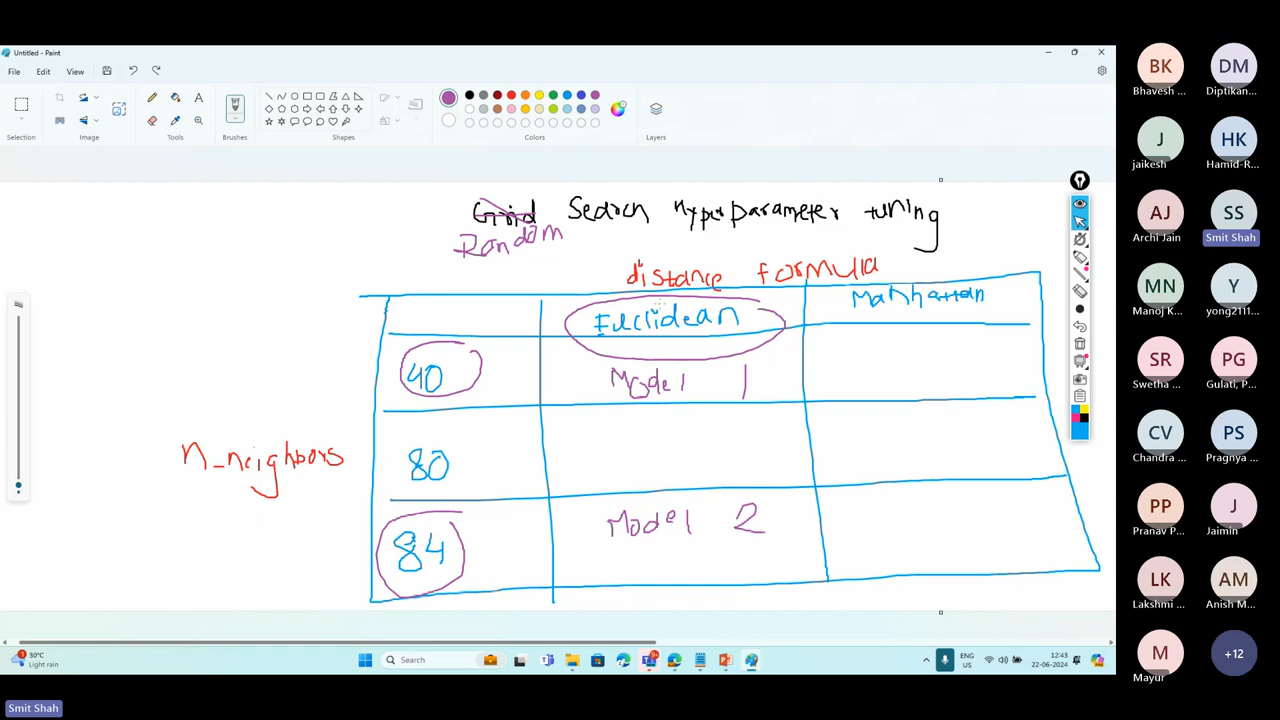 Untitled - Paint
File Edit View
Selection Image Tools Brushes Shapes Colors Layers
Grid Search Hyperparameter tuning
Random
distance formula
Euclidean Manhattan
40 Model 1
n_neighbors 80
84 Model 2
BK DM
Bhavesh ... Diptikan...
J HK
jaikesh Hamid-R...
AJ SS
Archi Jain Smit Shah
MN Y
Manoj K... yong2111...
SR PG
Swetha ... Gulati, P...
CV PS
Chandra ... Pragnya ...
PP J
Pranav P... Jaimin
LK AM
Lakshmi ... Anish M...
M +12
Mayur
1 30°C
Light rain
Search
ENG
US
12:43
22-06-2024
Smit Shah